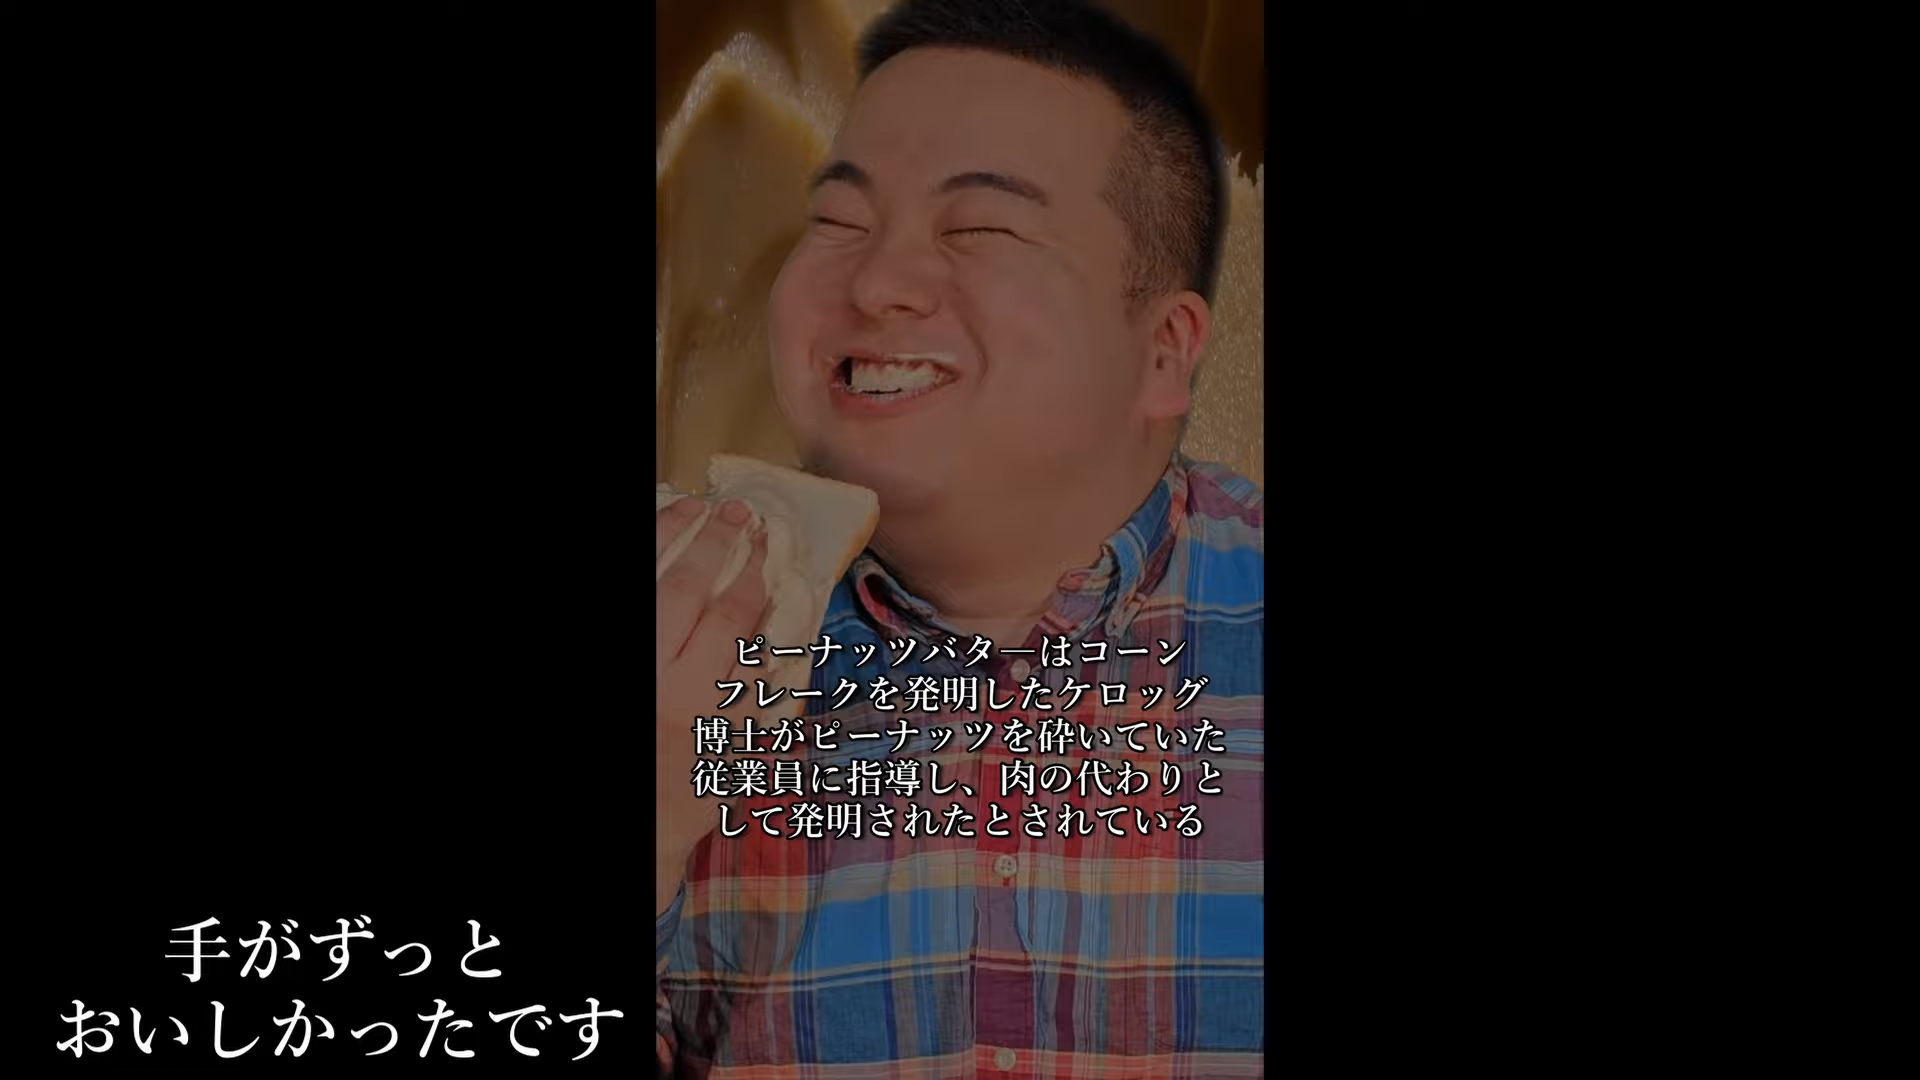 ピーナッツバタ―はコーン
フレークを発明したケロッグ
博士がピーナッツを砕いていた
従業員に指導し、肉の代わりと
して発明されたとされている
手がずっと
おいしかったです